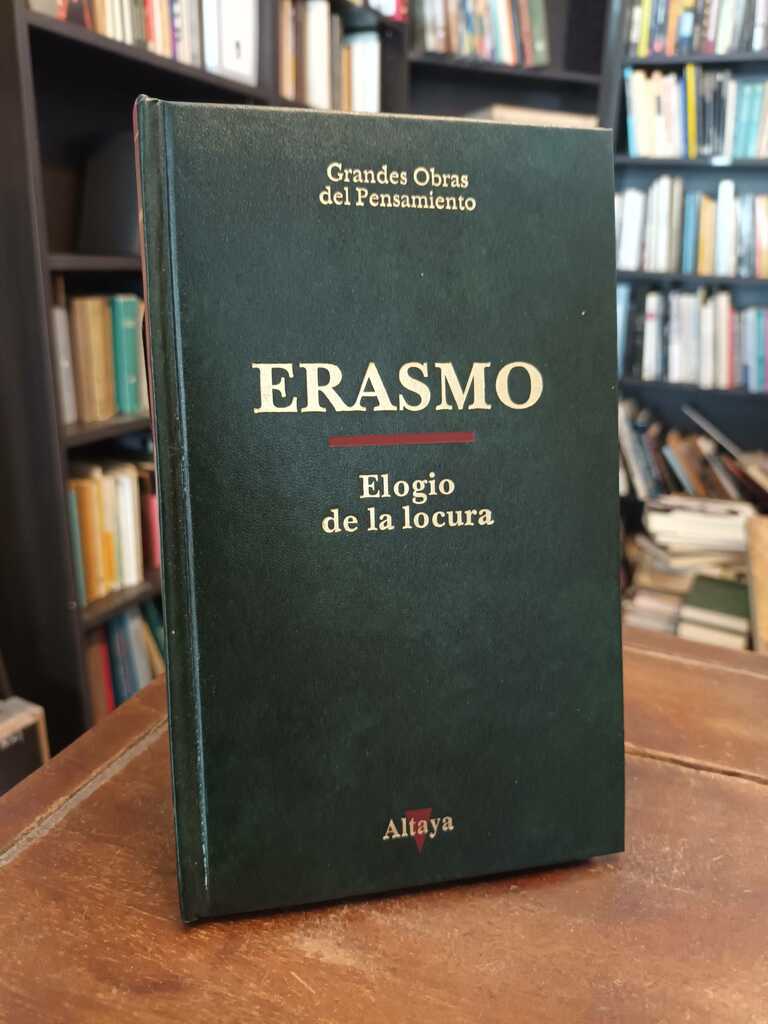 Grandes Obras
del Pensamiento
ERASMO
Elogio
de la locura
Altaya